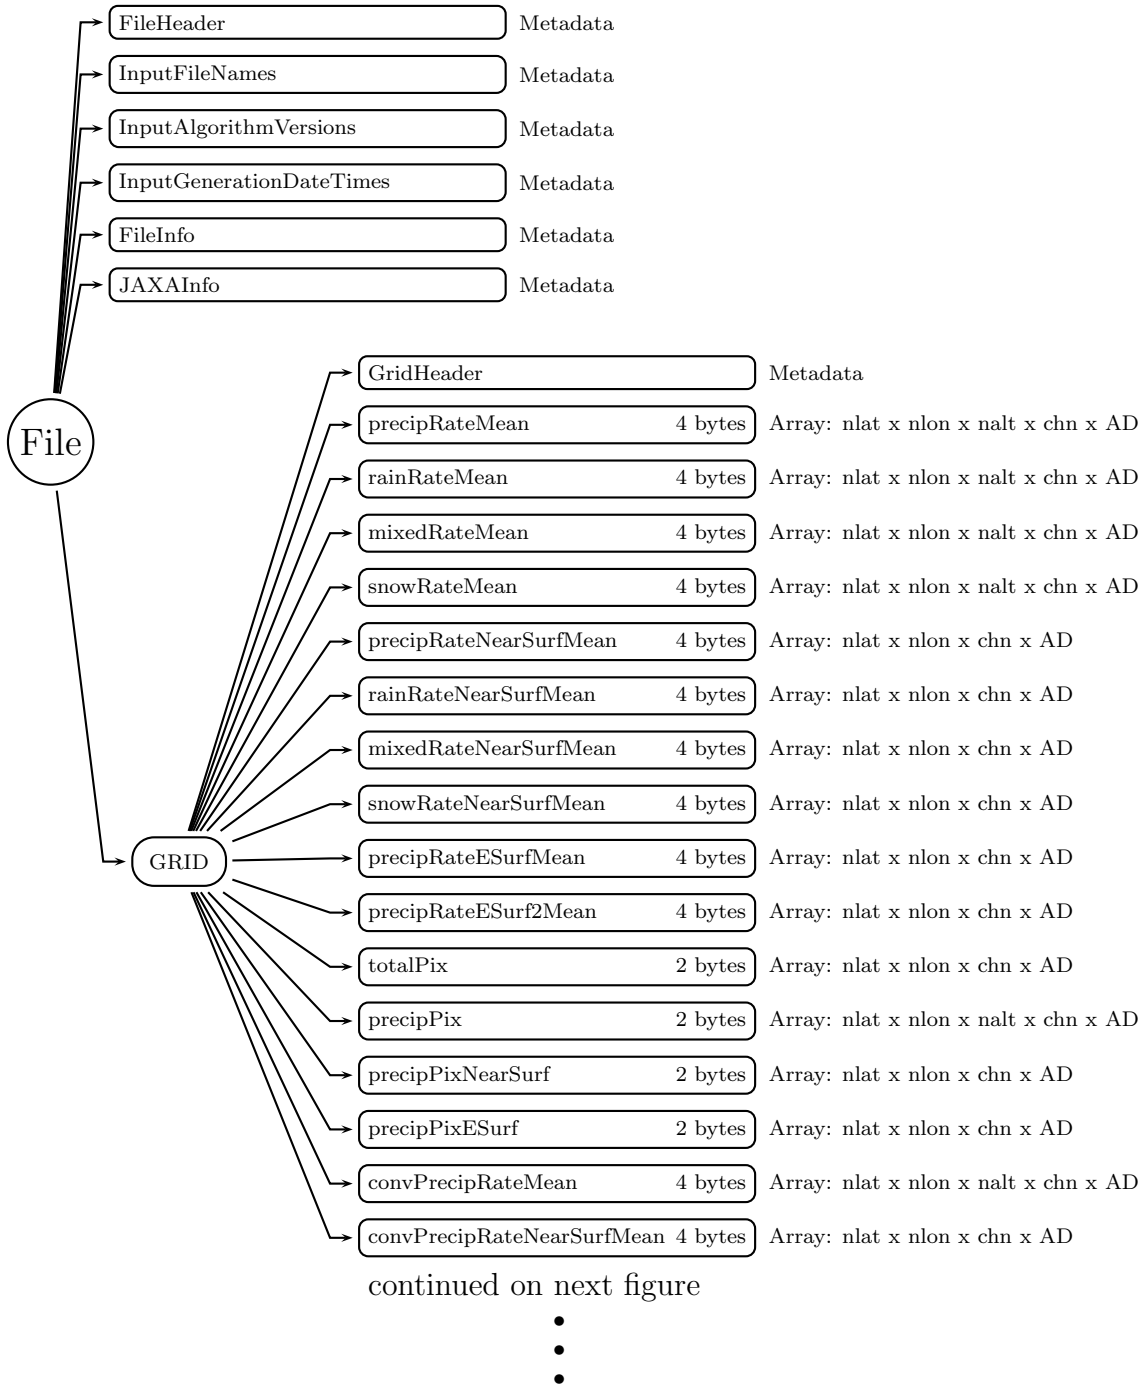 FileHeader Metadata
InputFileNames Metadata
InputAlgorithmVersions Metadata
InputGenerationDateTimes Metadata
FileInfo Metadata
JAXAInfo Metadata
File
GridHeader Metadata
precipRateMean 4 bytes Array: nlat x nlon x nalt x chn x AD
rainRateMean 4 bytes Array: nlat x nlon x nalt x chn x AD
mixedRateMean 4 bytes Array: nlat x nlon x nalt x chn x AD
snowRateMean 4 bytes Array: nlat x nlon x nalt x chn x AD
precipRateNearSurfMean 4 bytes Array: nlat x nlon x chn x AD
rainRateNearSurfMean 4 bytes Array: nlat x nlon x chn x AD
mixedRateNearSurfMean 4 bytes Array: nlat x nlon x chn x AD
snowRateNearSurfMean 4 bytes Array: nlat x nlon x chn x AD
GRID
precipRateESurfMean 4 bytes Array: nlat x nlon x chn x AD
precipRateESurf2Mean 4 bytes Array: nlat x nlon x chn x AD
totalPix 2 bytes Array: nlat x nlon x chn x AD
precipPix 2 bytes Array: nlat x nlon x nalt x chn x AD
precipPixNearSurf 2 bytes Array: nlat x nlon x chn x AD
precipPixESurf 2 bytes Array: nlat x nlon x chn x AD
convPrecipRateMean 4 bytes Array: nlat x nlon x nalt x chn x AD
convPrecipRateNearSurfMean 4 bytes Array: nlat x nlon x chn x AD
continued on next figure